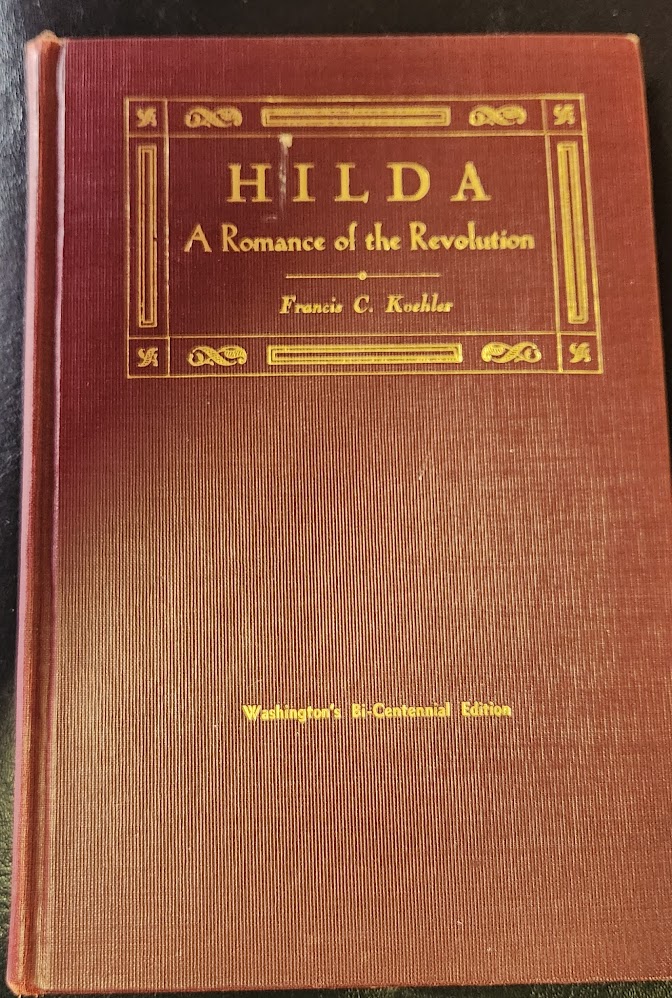 HILDA
A Romance of the Revolution
Francis C. Koehler
Washington's Bi-Centennial Edition